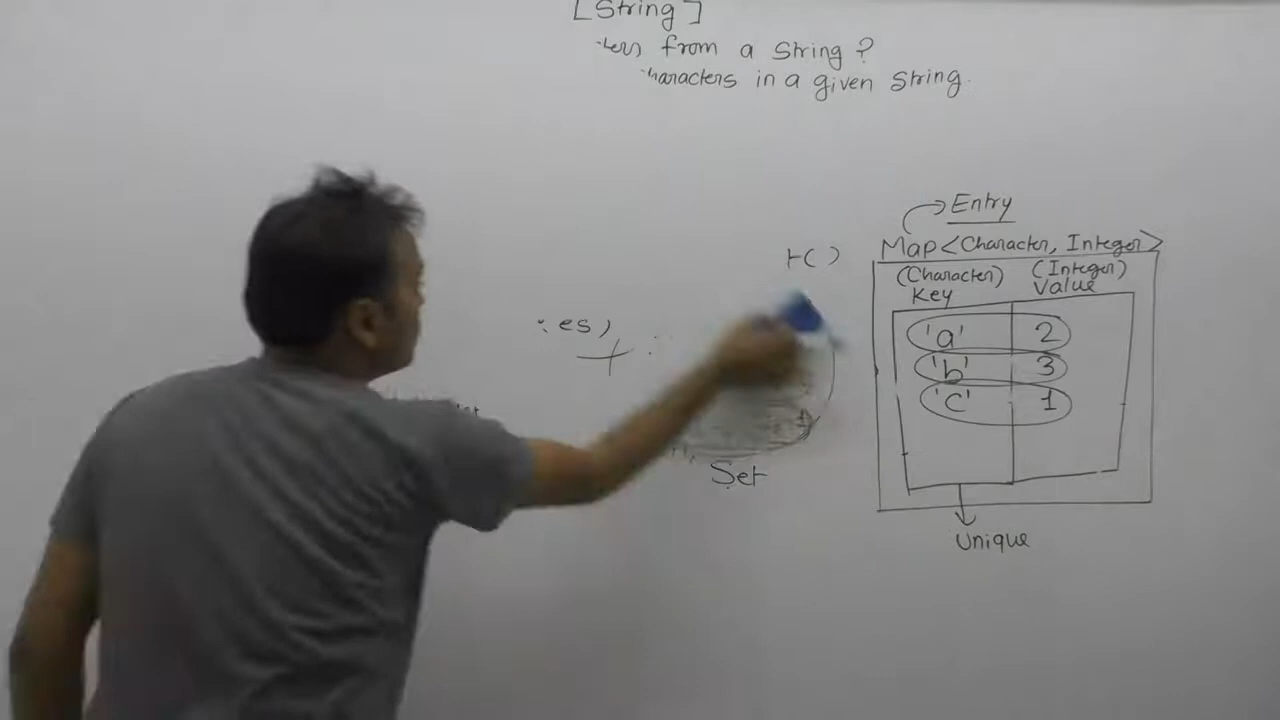 [String]
from a String?
in a given String.
Entry
Map<Character, Integer>
(Character) (Integer)
Key Value
'a' 2
'b' 3
'c' 1
Set
Unique